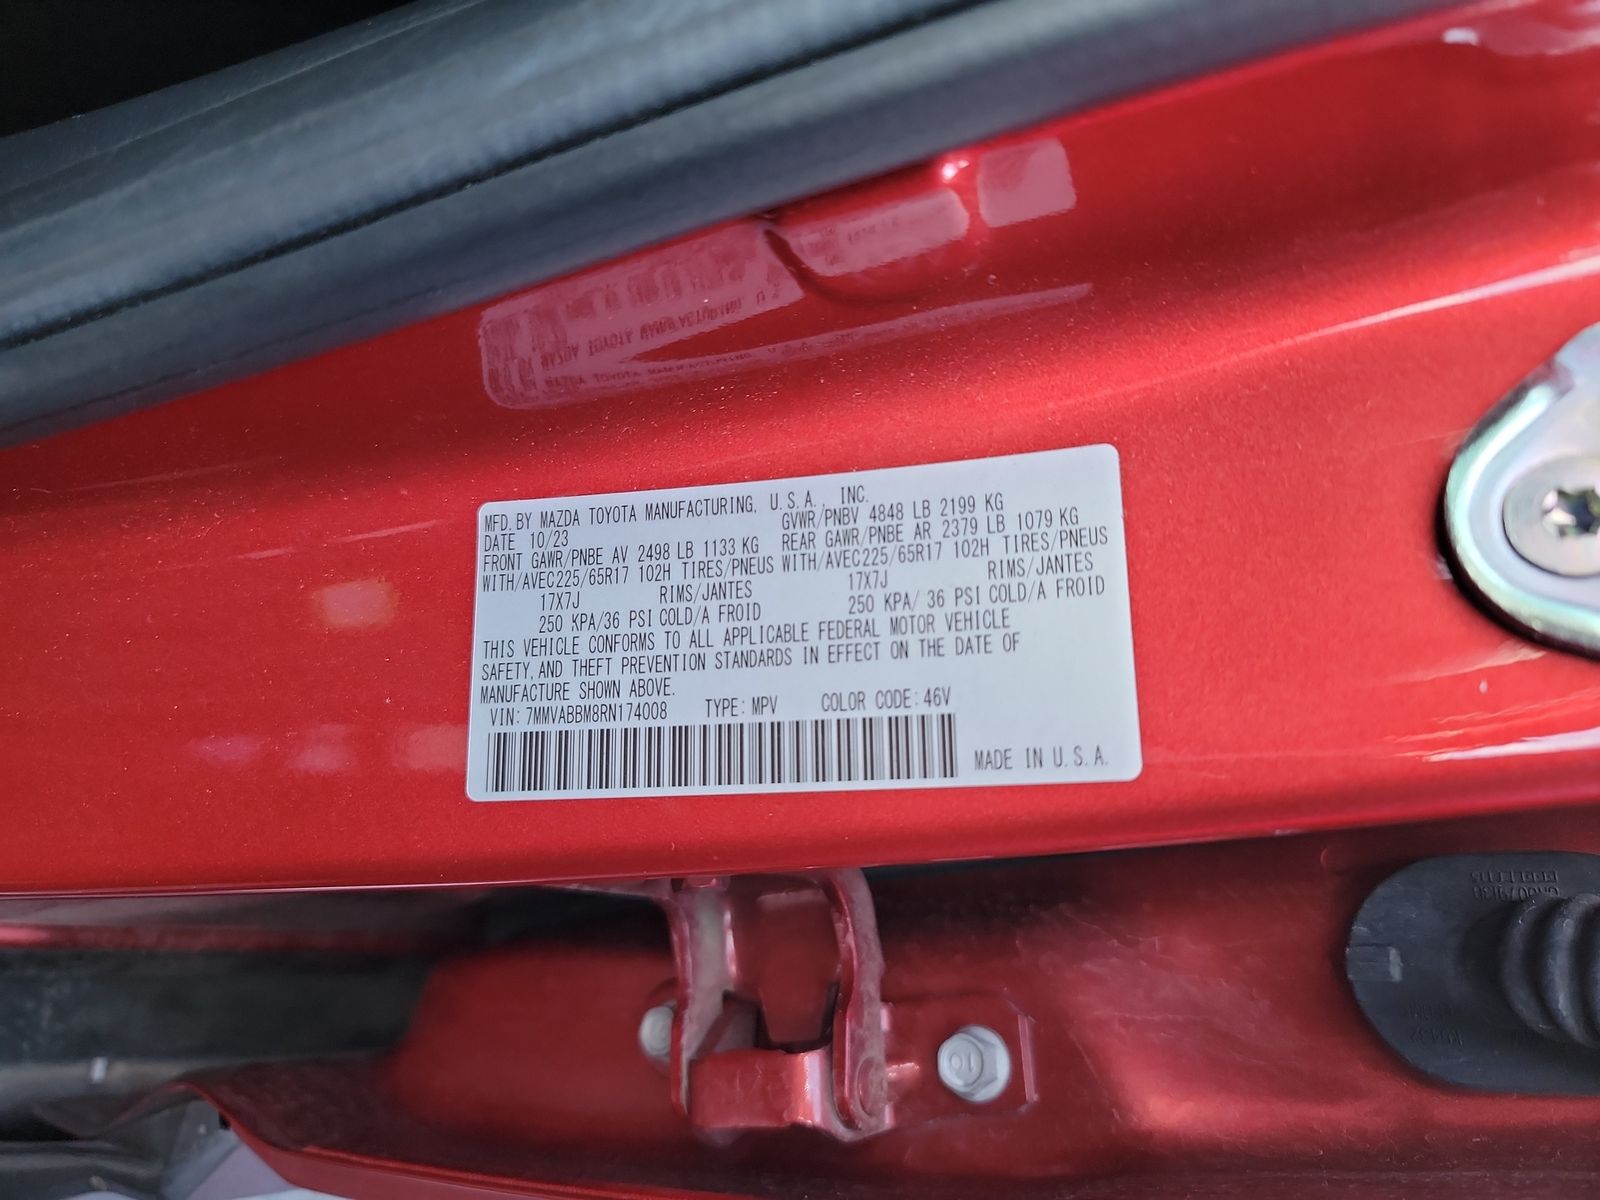 MFD. BY MAZDA TOYOTA MANUFACTURING, U.S.A., INC.
DATE 10/23 GVWR/PNBV 4848 LB 2199 KG
FRONT GAWR/PNBE AV 2498 LB 1133 KG REAR GAWR/PNBE AR 2379 LB 1079 KG
WITH/AVEC225/65R17 102H TIRES/PNEUS WITH/AVEC225/65R17 102H TIRES/PNEUS
17X7J RIMS/JANTES 17X7J RIMS/JANTES
250 KPA/36 PSI COLD/A FROID 250 KPA/ 36 PSI COLD/A FROID
THIS VEHICLE CONFORMS TO ALL APPLICABLE FEDERAL MOTOR VEHICLE
SAFETY, AND THEFT PREVENTION STANDARDS IN EFFECT ON THE DATE OF
MANUFACTURE SHOWN ABOVE.
VIN: 7MMVABBM8RN174008 TYPE: MPV COLOR CODE: 46V
MADE IN U.S.A.
10